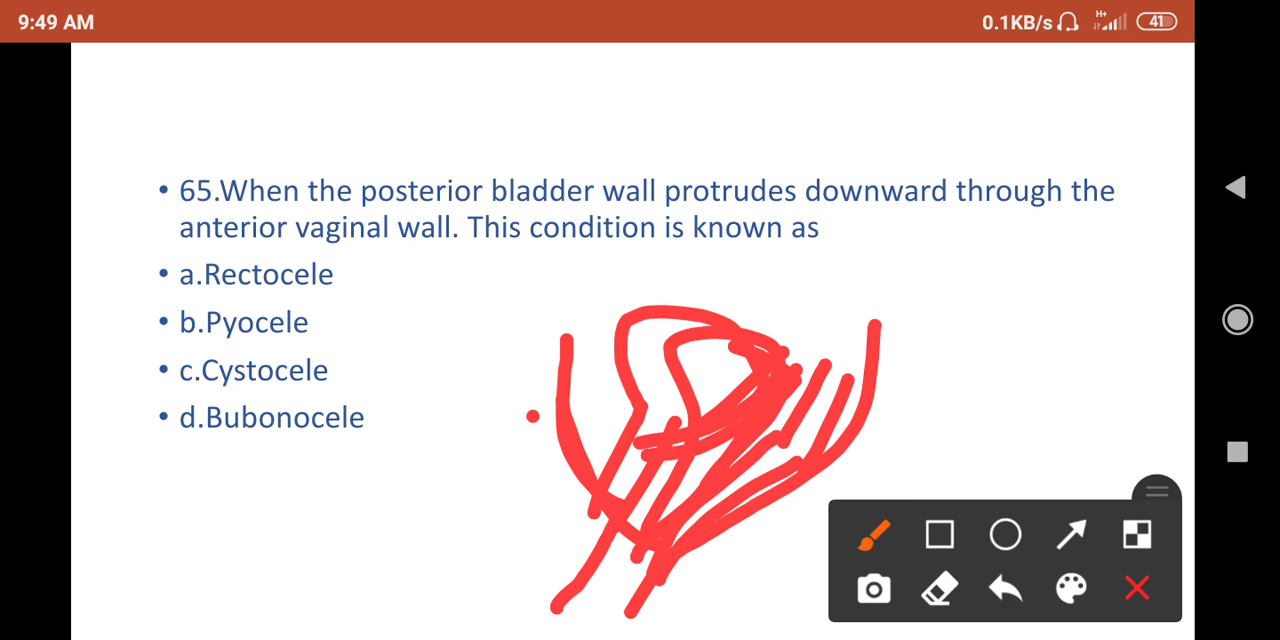 9:49 AM
0.1KB/s H+ 41
• 65.When the posterior bladder wall protrudes downward through the
anterior vaginal wall. This condition is known as
• a.Rectocele
• b.Pyocele
• c.Cystocele
• d.Bubonocele